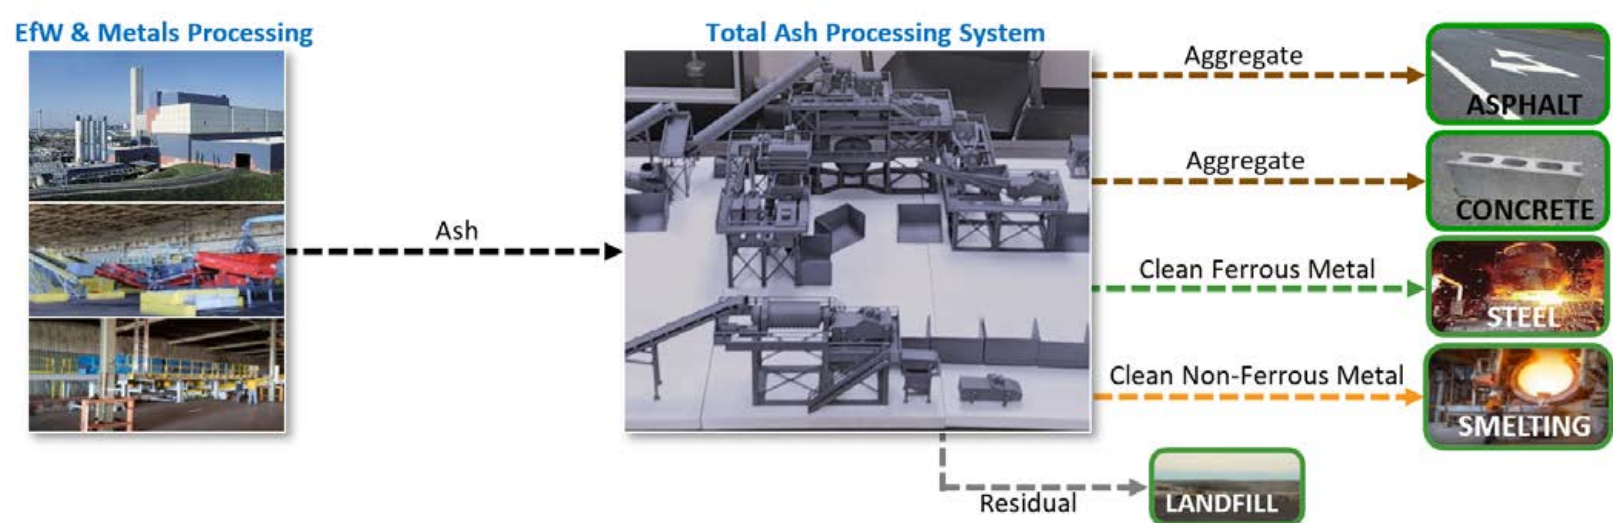 EfW & Metals Processing
Total Ash Processing System
Aggregate
ASPHALT
Aggregate
CONCRETE
Ash
Clean Ferrous Metal
STEEL
Clean Non-Ferrous Metal
SMELTING
Residual
LANDFILL